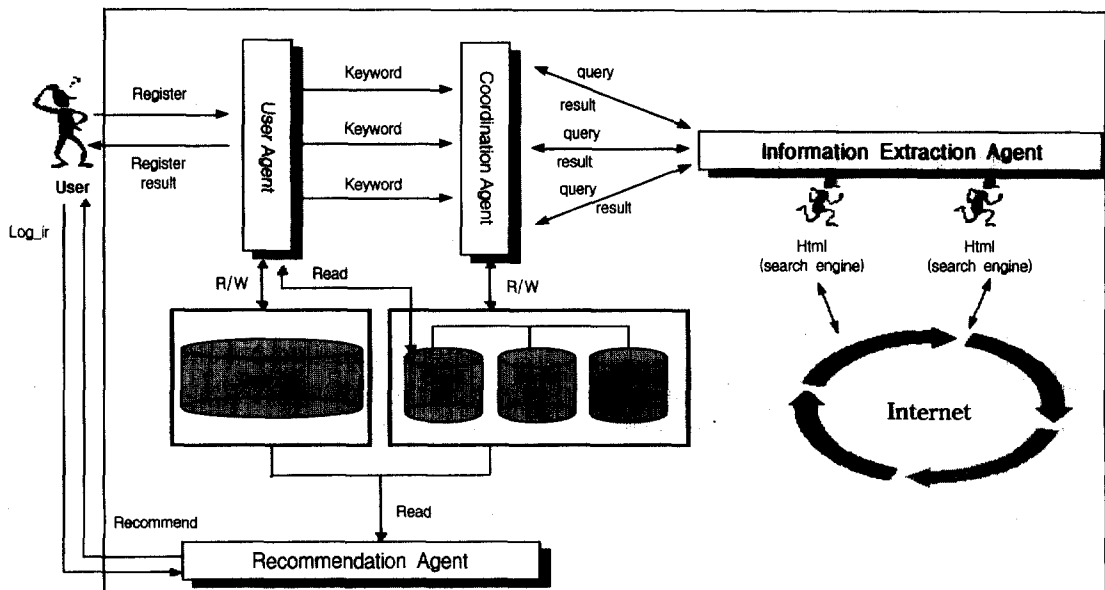 User
Register
Register
result
Log_ir
User Agent
Keyword
Keyword
Keyword
Coordination Agent
query
result
query
result
query
result
Information Extraction Agent
Html
(search engine)
Html
(search engine)
R/W
Read
R/W
Internet
Read
Recommend
Recommendation Agent